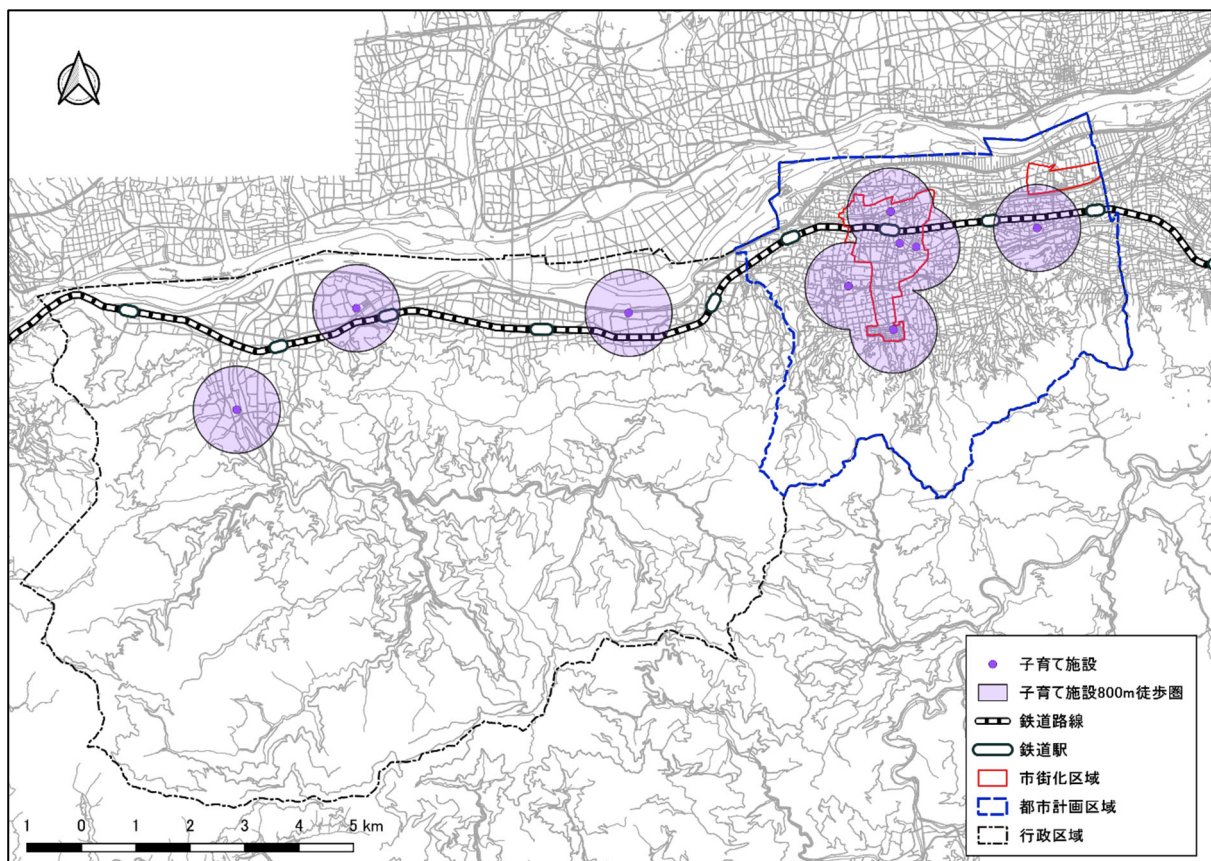 子育て施設
子育て施設800m徒歩圏
鉄道路線
鉄道駅
市街化区域
都市計画区域
行政区域
1 0 1 2 3 4 5 km